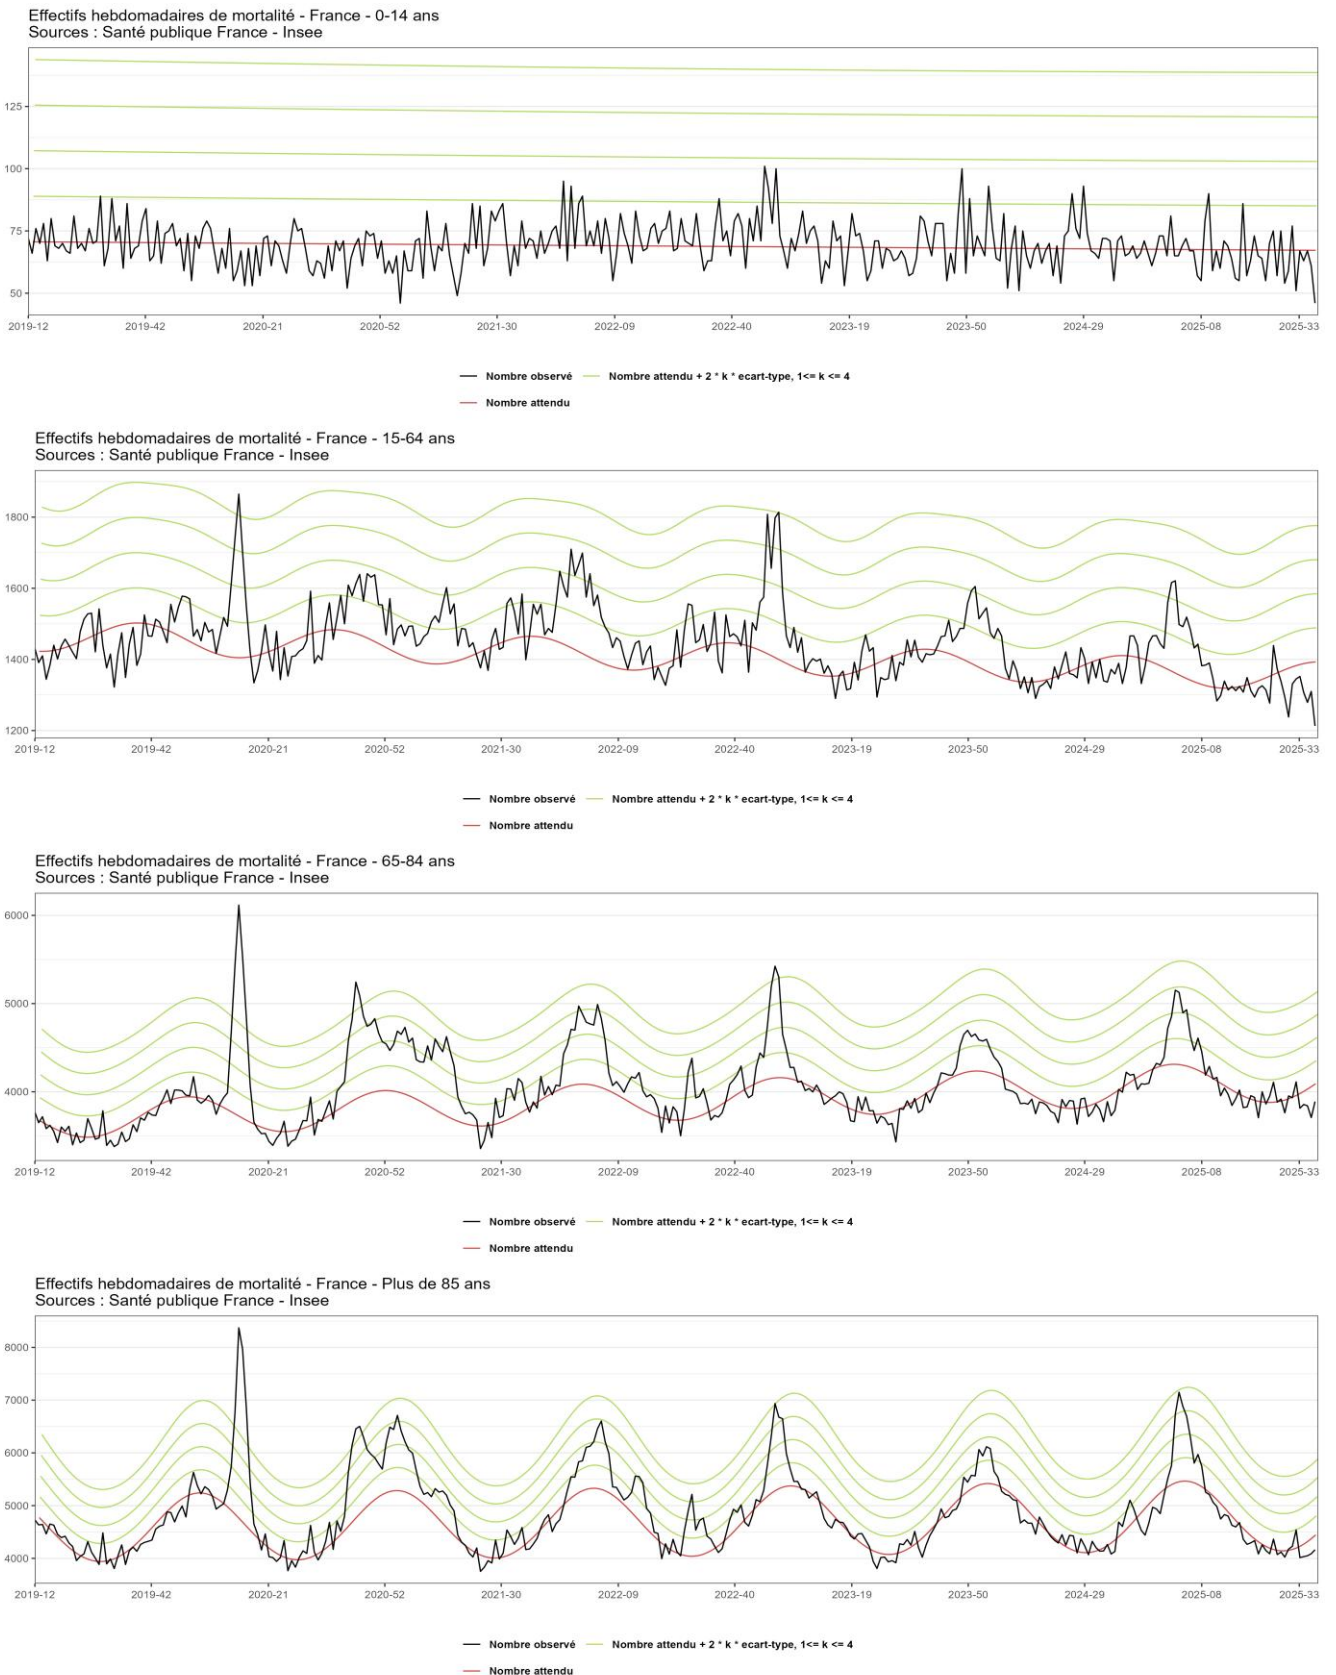 Effectifs hebdomadaires de mortalité - France - 0-14 ans
Sources : Santé publique France - Insee
125
100
75
50
2019-12 2019-42 2020-21 2020-52 2021-30 2022-09 2022-40 2023-19 2023-50 2024-29 2025-08 2025-33
Nombre observé Nombre attendu + 2 * k * ecart-type, 1<= k <= 4
Nombre attendu
Effectifs hebdomadaires de mortalité - France - 15-64 ans
Sources : Santé publique France - Insee
1800
1600
1400
1200
2019-12 2019-42 2020-21 2020-52 2021-30 2022-09 2022-40 2023-19 2023-50 2024-29 2025-08 2025-33
Nombre observé Nombre attendu + 2 * k * ecart-type, 1<= k <= 4
Nombre attendu
Effectifs hebdomadaires de mortalité - France - 65-84 ans
Sources : Santé publique France - Insee
6000
5000
4000
2019-12 2019-42 2020-21 2020-52 2021-30 2022-09 2022-40 2023-19 2023-50 2024-29 2025-08 2025-33
Nombre observé Nombre attendu + 2 * k * ecart-type, 1<= k <= 4
Nombre attendu
Effectifs hebdomadaires de mortalité - France - Plus de 85 ans
Sources : Santé publique France - Insee
8000
7000
6000
5000
4000
2019-12 2019-42 2020-21 2020-52 2021-30 2022-09 2022-40 2023-19 2023-50 2024-29 2025-08 2025-33
Nombre observé Nombre attendu + 2 * k * ecart-type, 1<= k <= 4
Nombre attendu